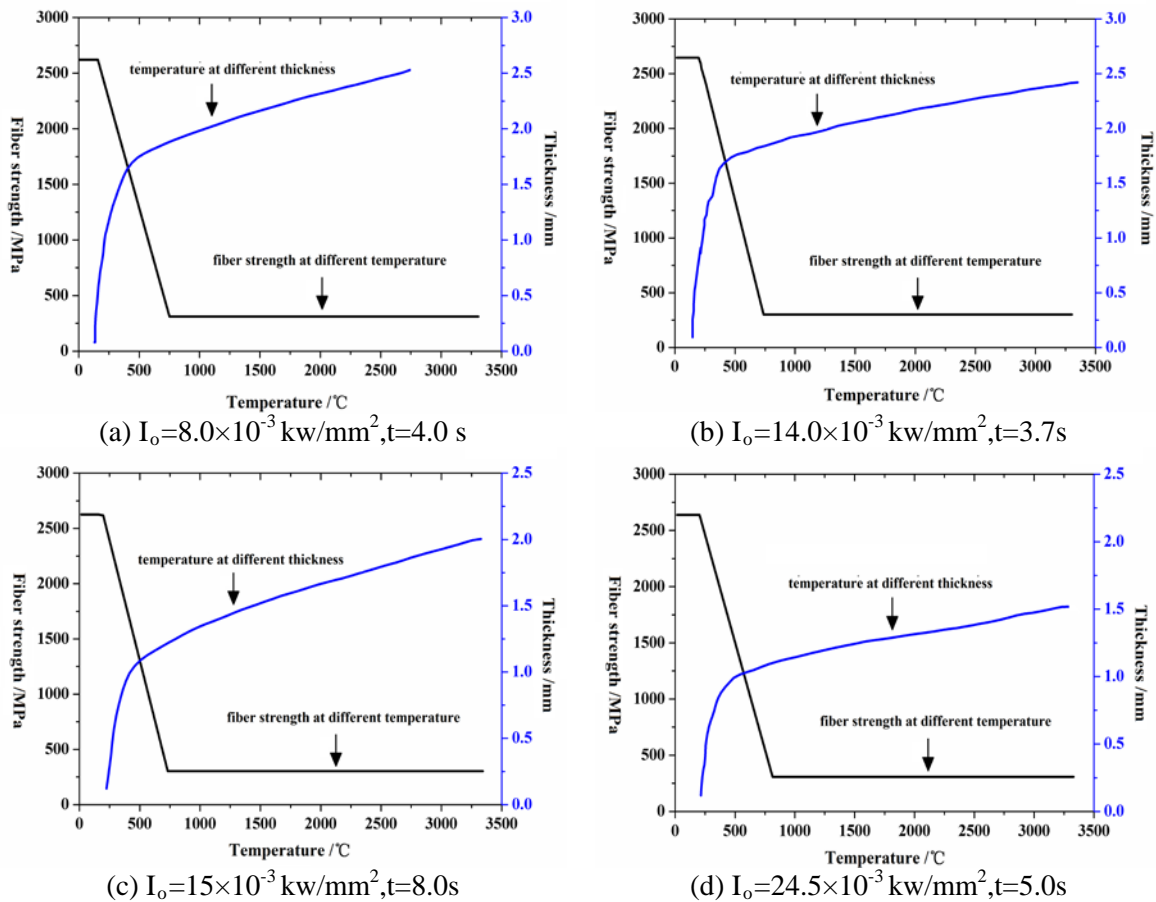 3000
2500
2000
1500
1000
500
0
Fiber strength /MPa
temperature at different thickness
fiber strength at different temperature
3.0
2.5
2.0
1.5
1.0
0.5
0.0
Thickness /mm
0 500 1000 1500 2000 2500 3000 3500
Temperature /℃
(a) Io=8.0×10-3 kw/mm2,t=4.0 s
3000
2500
2000
1500
1000
500
0
Fiber strength /MPa
temperature at different thickness
fiber strength at different temperature
3.0
2.5
2.0
1.5
1.0
0.5
0.0
Thickness /mm
0 500 1000 1500 2000 2500 3000 3500
Temperature /℃
(b) Io=14.0×10-3 kw/mm2,t=3.7s
3000
2500
2000
1500
1000
500
0
Fiber strength /MPa
temperature at different thickness
fiber strength at different temperature
2.5
2.0
1.5
1.0
0.5
0.0
Thickness /mm
0 500 1000 1500 2000 2500 3000 3500
Temperature /℃
(c) Io=15×10-3 kw/mm2,t=8.0s
3000
2500
2000
1500
1000
500
0
Fiber strength /MPa
temperature at different thickness
fiber strength at different temperature
2.5
2.0
1.5
1.0
0.5
0.0
Thickness /mm
0 500 1000 1500 2000 2500 3000 3500
Temperature /℃
(d) Io=24.5×10-3 kw/mm2,t=5.0s